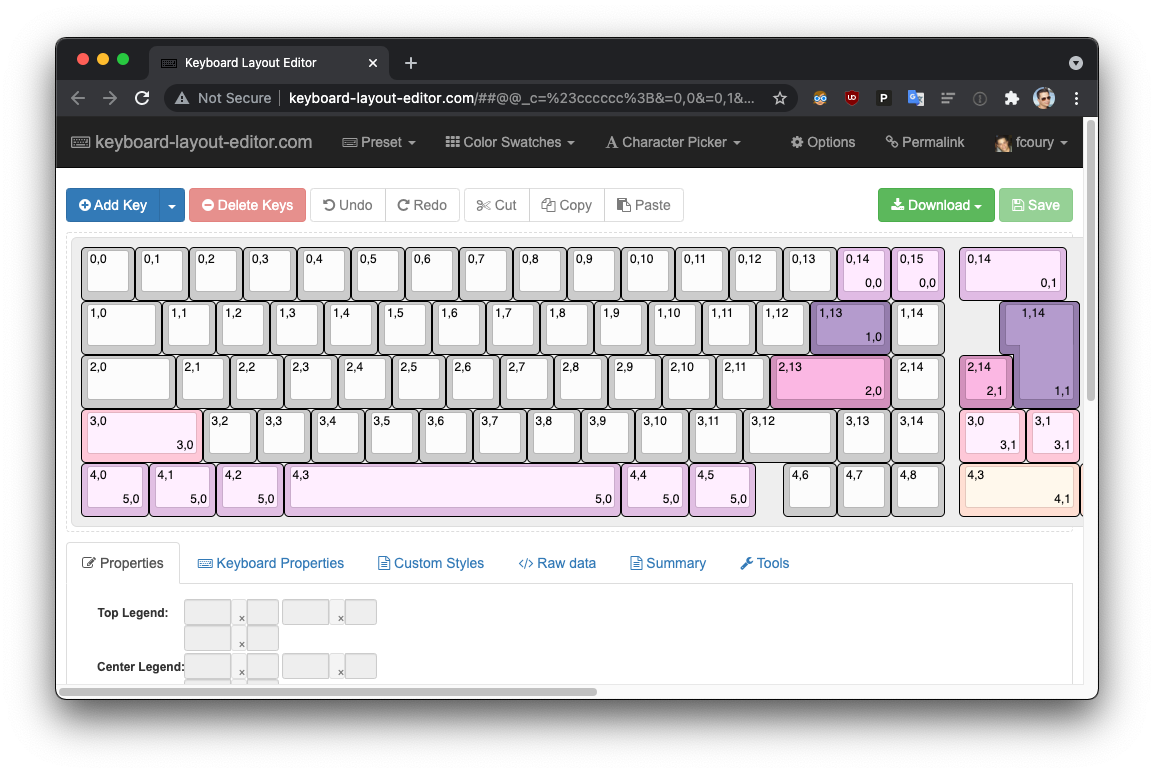 Keyboard Layout Editor
Not Secure keyboard-layout-editor.com/##@@_c=%23cccccc%3B&=0,0&=0,1&...
keyboard-layout-editor.com Preset Color Swatches Character Picker Options Permalink fcoury
Add Key Delete Keys Undo Redo Cut Copy Paste Download Save
0,0 0,1 0,2 0,3 0,4 0,5 0,6 0,7 0,8 0,9 0,10 0,11 0,12 0,13 0,14 0,15 0,14
0,0 0,0 0,1
1,0 1,1 1,2 1,3 1,4 1,5 1,6 1,7 1,8 1,9 1,10 1,11 1,12 1,13 1,14 1,14
1,0
2,0 2,1 2,2 2,3 2,4 2,5 2,6 2,7 2,8 2,9 2,10 2,11 2,13 2,14 2,14
2,0 2,1 1,1
3,0 3,2 3,3 3,4 3,5 3,6 3,7 3,8 3,9 3,10 3,11 3,12 3,13 3,14 3,0 3,1
3,0 3,1 3,1
4,0 4,1 4,2 4,3 4,4 4,5 4,6 4,7 4,8 4,3
5,0 5,0 5,0 5,0 5,0 5,0 4,1
Properties Keyboard Properties Custom Styles Raw data Summary Tools
Top Legend:
Center Legend: